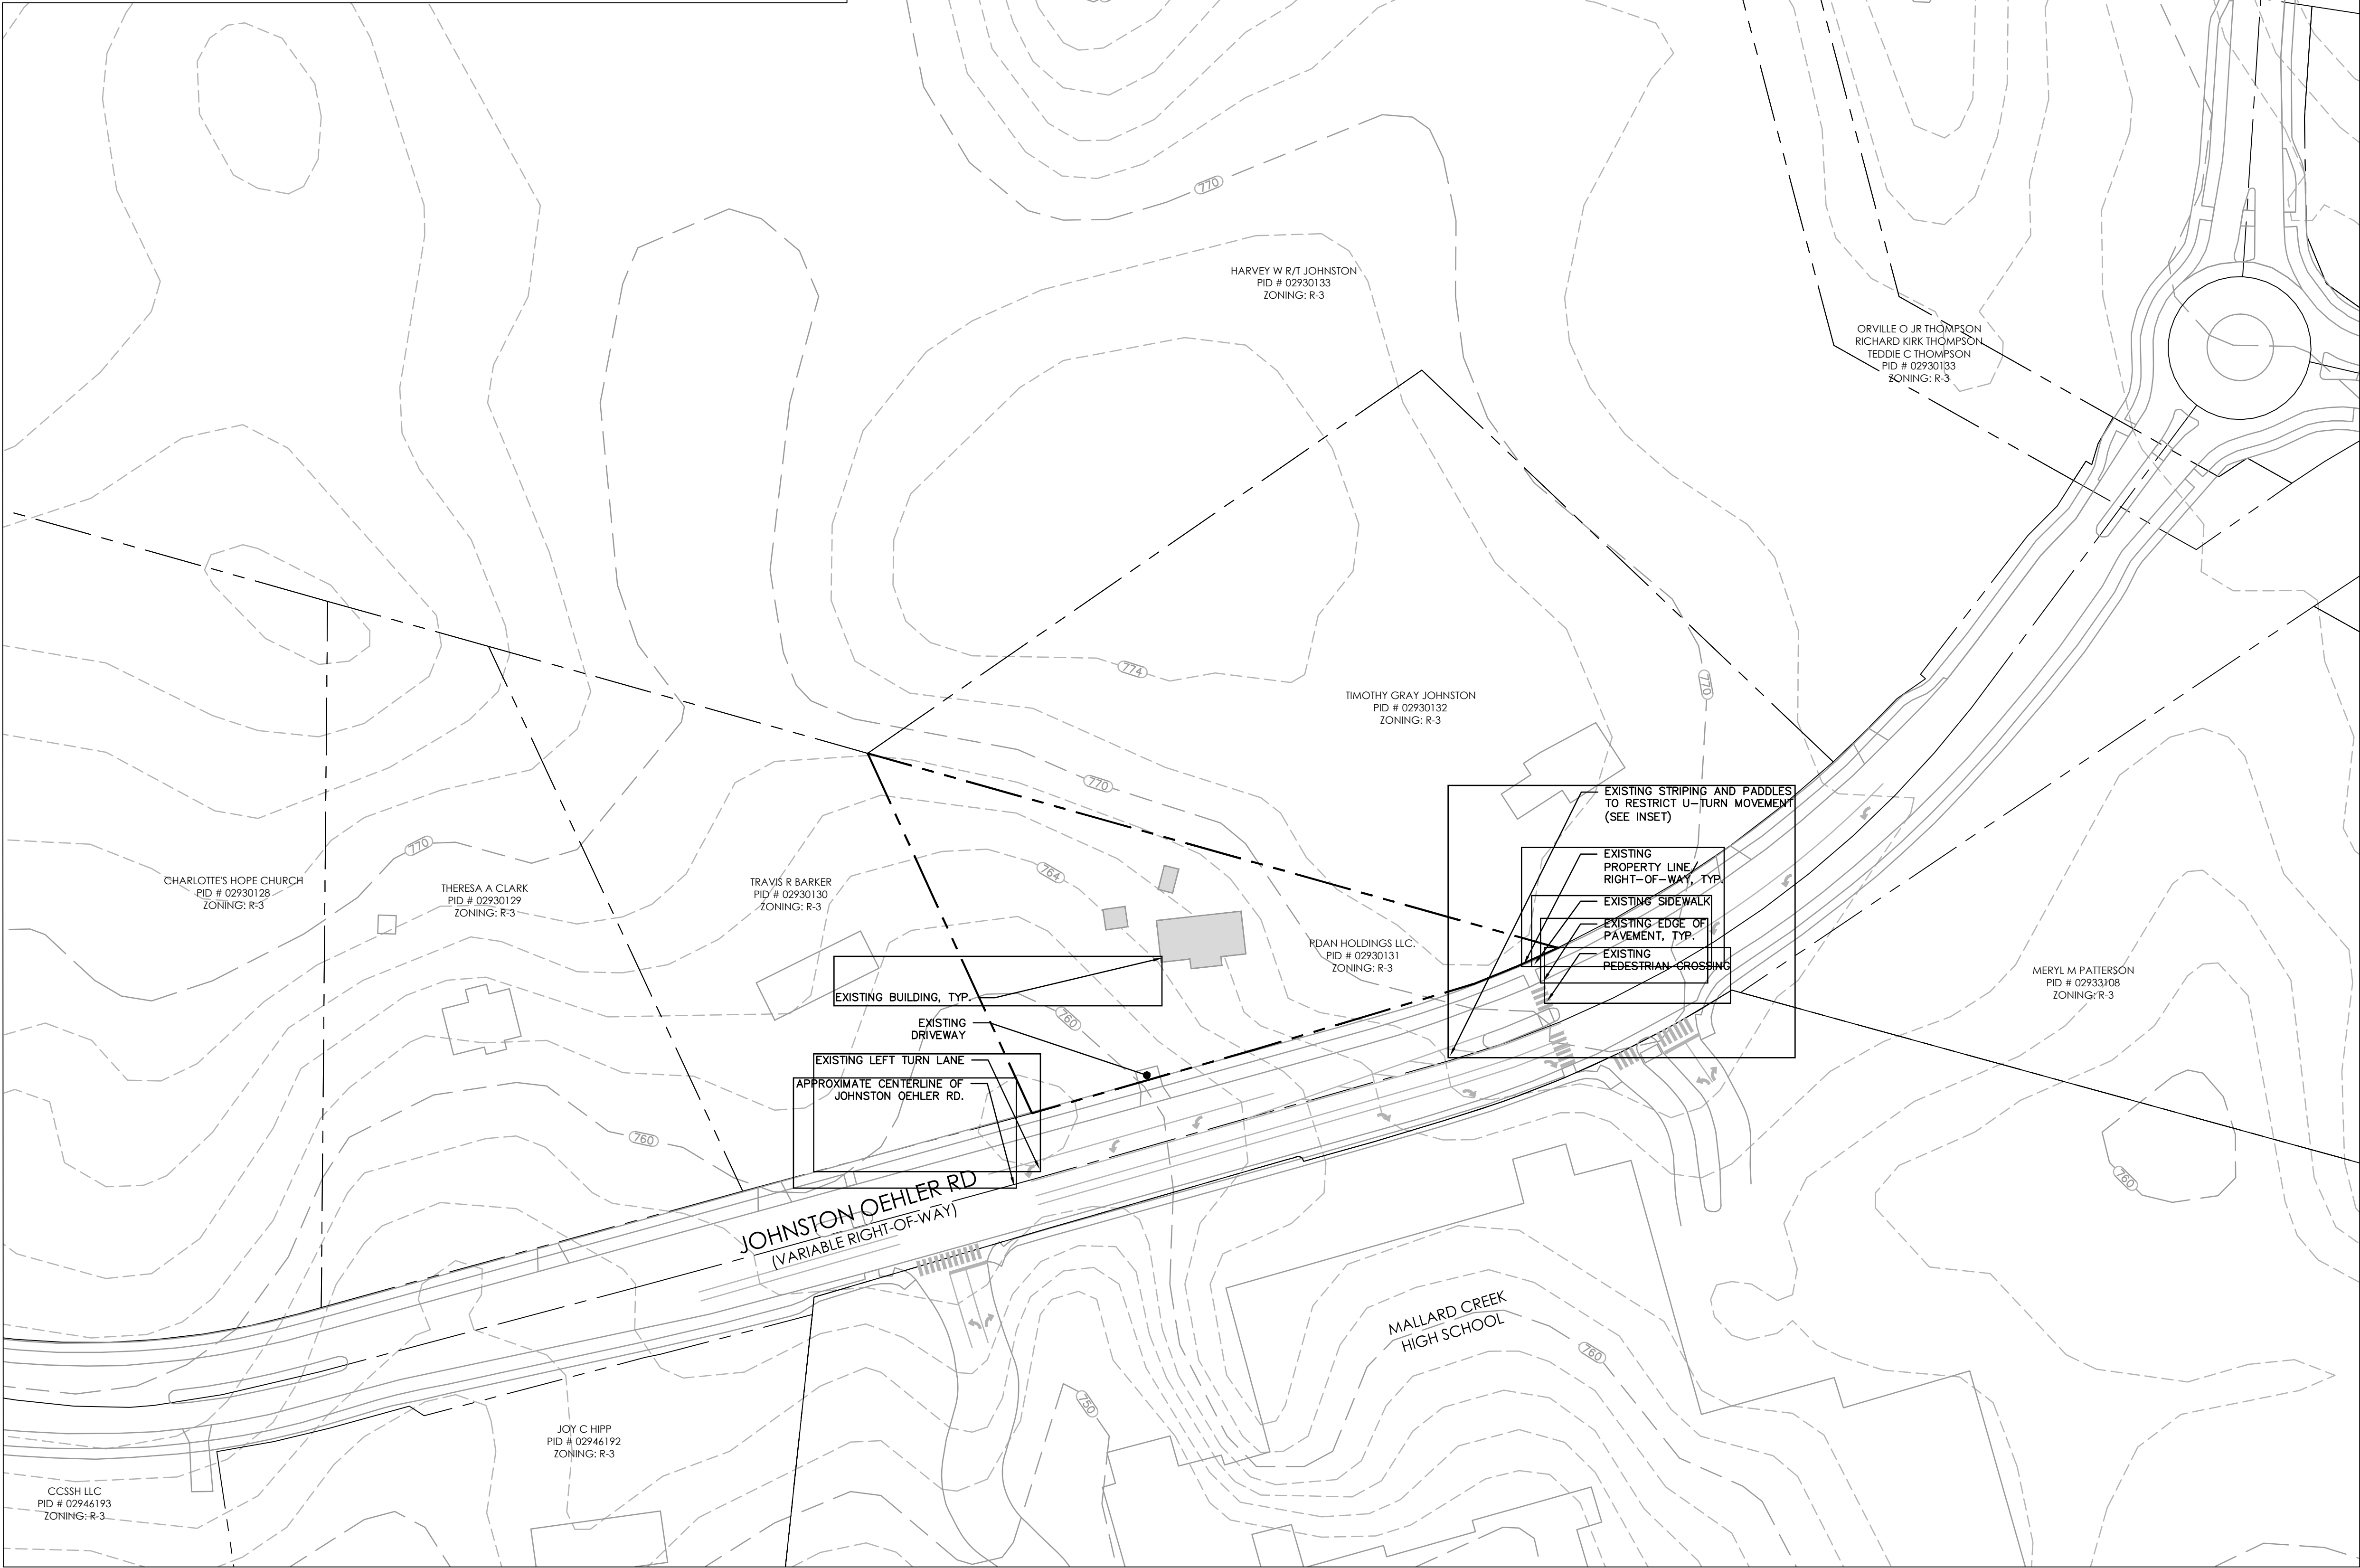 770
HARVEY W R/T JOHNSTON
PID # 02930133
ZONING: R-3
ORVILLE O JR THOMPSON
RICHARD KIRK THOMPSON
TEDDIE C THOMPSON
PID # 02930133
ZONING: R-3
774
770
TIMOTHY GRAY JOHNSTON
PID # 02930132
ZONING: R-3
770
EXISTING STRIPING AND PADDLES
TO RESTRICT U-TURN MOVEMENT
(SEE INSET)
EXISTING
PROPERTY LINE/
RIGHT-OF-WAY, TYP.
EXISTING SIDEWALK
EXISTING EDGE OF
PAVEMENT, TYP.
EXISTING
PEDESTRIAN CROSSING
770
CHARLOTTE'S HOPE CHURCH
PID # 02930128
ZONING: R-3
THERESA A CLARK
PID # 02930129
ZONING: R-3
TRAVIS R BARKER
PID # 02930130
ZONING: R-3
764
PDAN HOLDINGS LLC.
PID # 02930131
ZONING: R-3
MERYL M PATTERSON
PID # 02933108
ZONING: R-3
EXISTING BUILDING, TYP.
760
EXISTING
DRIVEWAY
EXISTING LEFT TURN LANE
APPROXIMATE CENTERLINE OF
JOHNSTON OEHLER RD.
760
760
JOHNSTON OEHLER RD
(VARIABLE RIGHT-OF-WAY)
MALLARD CREEK
HIGH SCHOOL
760
750
JOY C HIPP
PID # 02946192
ZONING: R-3
CCSSH LLC
PID # 02946193
ZONING: R-3